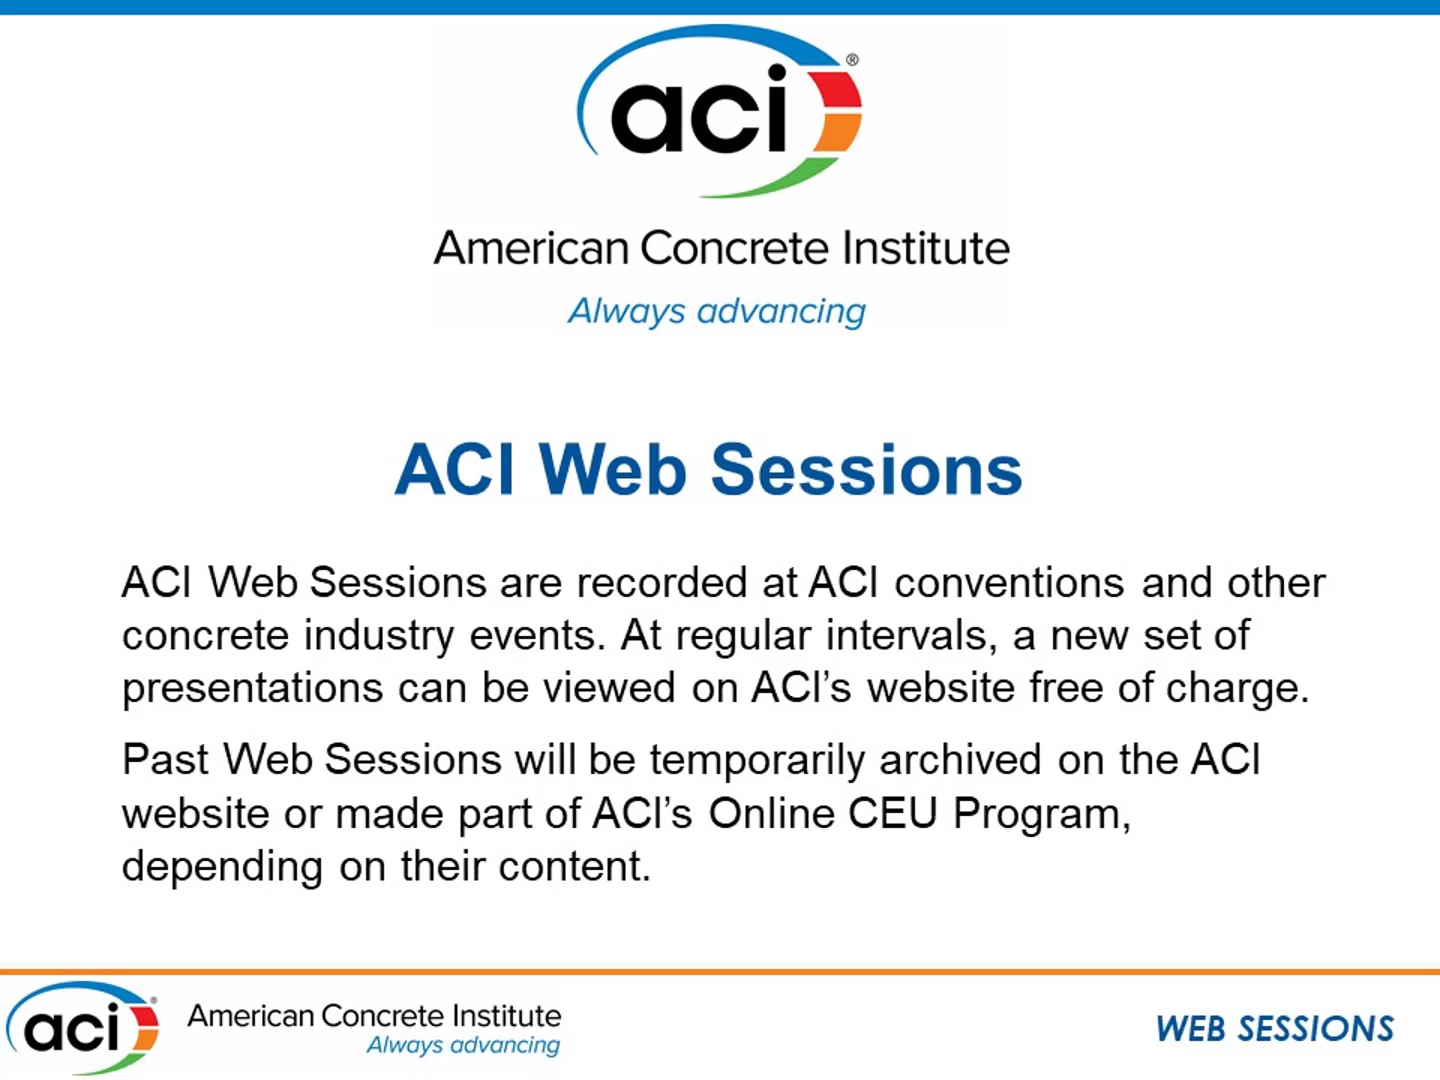 aci®
American Concrete Institute
Always advancing
ACI Web Sessions
ACI Web Sessions are recorded at ACI conventions and other
concrete industry events. At regular intervals, a new set of
presentations can be viewed on ACI’s website free of charge.
Past Web Sessions will be temporarily archived on the ACI
website or made part of ACI’s Online CEU Program,
depending on their content.
aci®
American Concrete Institute
Always advancing
WEB SESSIONS